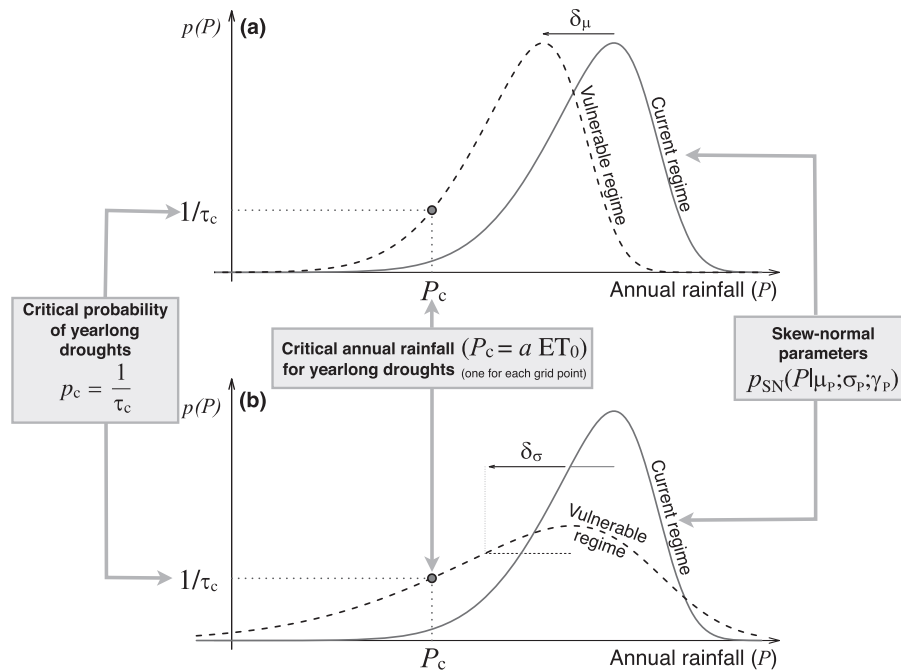 p(P)
(a)
δμ
Vulnerable regime
Current regime
1/τc
Pc
Annual rainfall (P)
Critical probability
of yearlong
droughts
pc = 1/τc
Critical annual rainfall (Pc = a ET0)
for yearlong droughts (one for each grid point)
Skew-normal
parameters
pSN(P|μP;σP;γP)
p(P)
(b)
δσ
Vulnerable
regime
Current regime
1/τc
Pc
Annual rainfall (P)